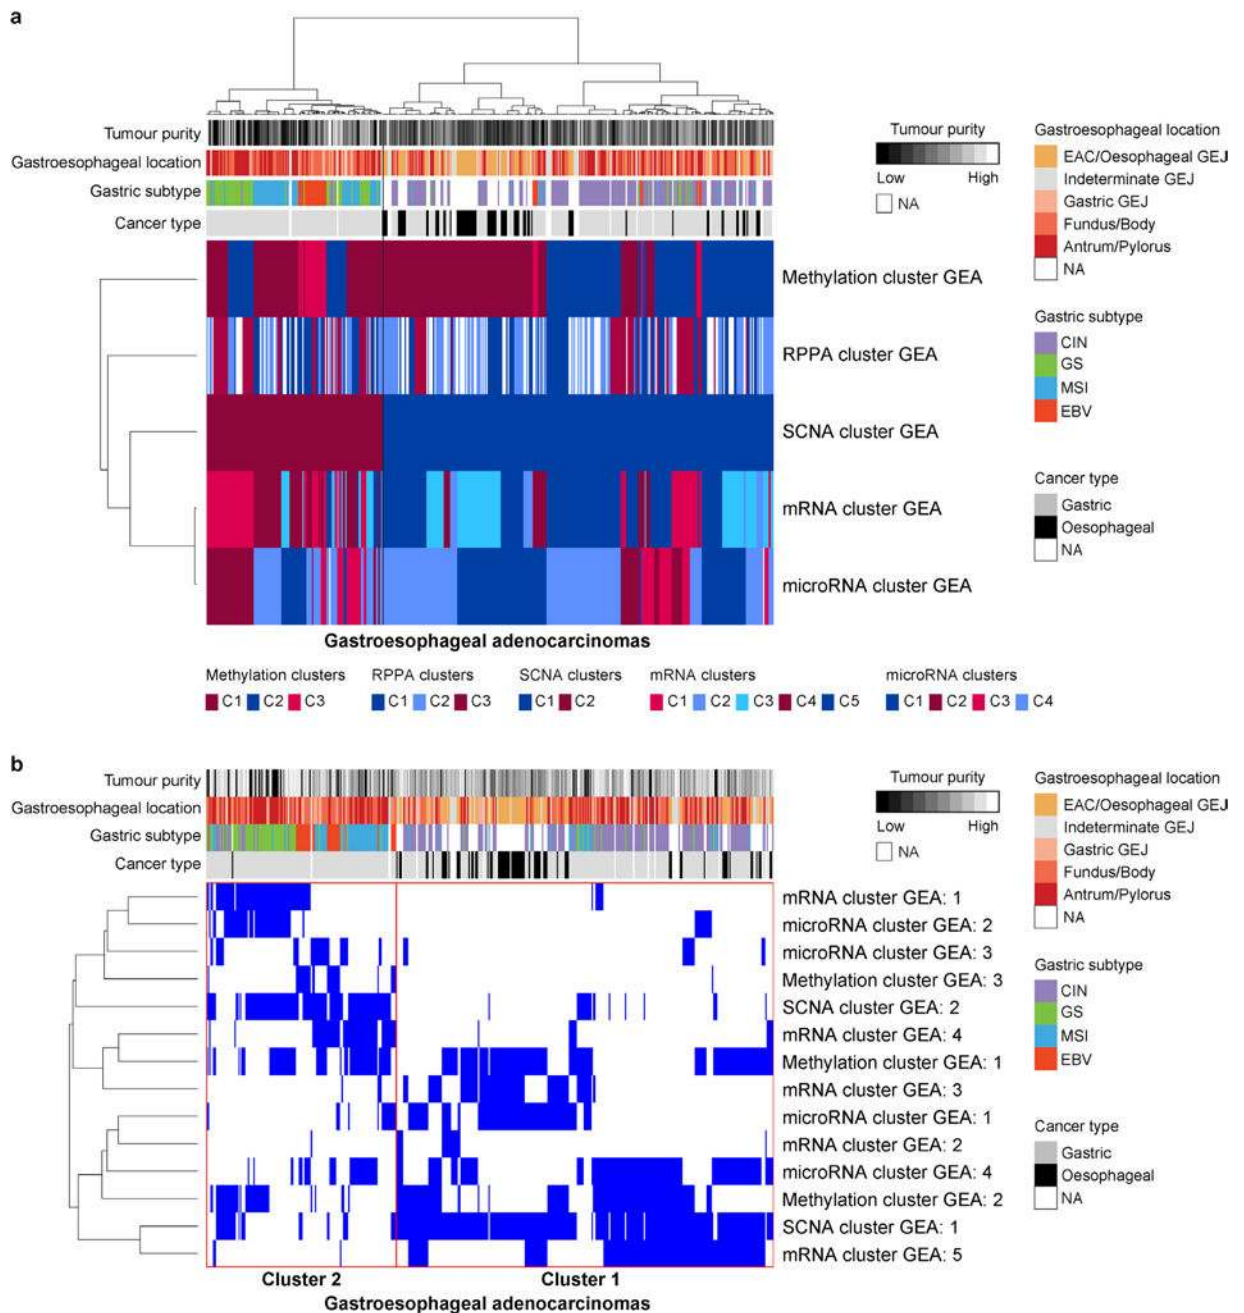 a
Tumour purity
Gastroesophageal location
Gastric subtype
Cancer type
Methylation cluster GEA
RPPA cluster GEA
SCNA cluster GEA
mRNA cluster GEA
microRNA cluster GEA
Gastroesophageal adenocarcinomas
Tumour purity
Low High
NA
Gastroesophageal location
EAC/Oesophageal GEJ
Indeterminate GEJ
Gastric GEJ
Fundus/Body
Antrum/Pylorus
NA
Gastric subtype
CIN
GS
MSI
EBV
Cancer type
Gastric
Oesophageal
NA
Methylation clusters RPPA clusters SCNA clusters mRNA clusters microRNA clusters
C1 C2 C3 C1 C2 C3 C1 C2 C1 C2 C3 C4 C5 C1 C2 C3 C4
b
Tumour purity
Gastroesophageal location
Gastric subtype
Cancer type
mRNA cluster GEA: 1
microRNA cluster GEA: 2
microRNA cluster GEA: 3
Methylation cluster GEA: 3
SCNA cluster GEA: 2
mRNA cluster GEA: 4
Methylation cluster GEA: 1
mRNA cluster GEA: 3
microRNA cluster GEA: 1
mRNA cluster GEA: 2
microRNA cluster GEA: 4
Methylation cluster GEA: 2
SCNA cluster GEA: 1
mRNA cluster GEA: 5
Cluster 2 Cluster 1
Gastroesophageal adenocarcinomas
Tumour purity
Low High
NA
Gastroesophageal location
EAC/Oesophageal GEJ
Indeterminate GEJ
Gastric GEJ
Fundus/Body
Antrum/Pylorus
NA
Gastric subtype
CIN
GS
MSI
EBV
Cancer type
Gastric
Oesophageal
NA